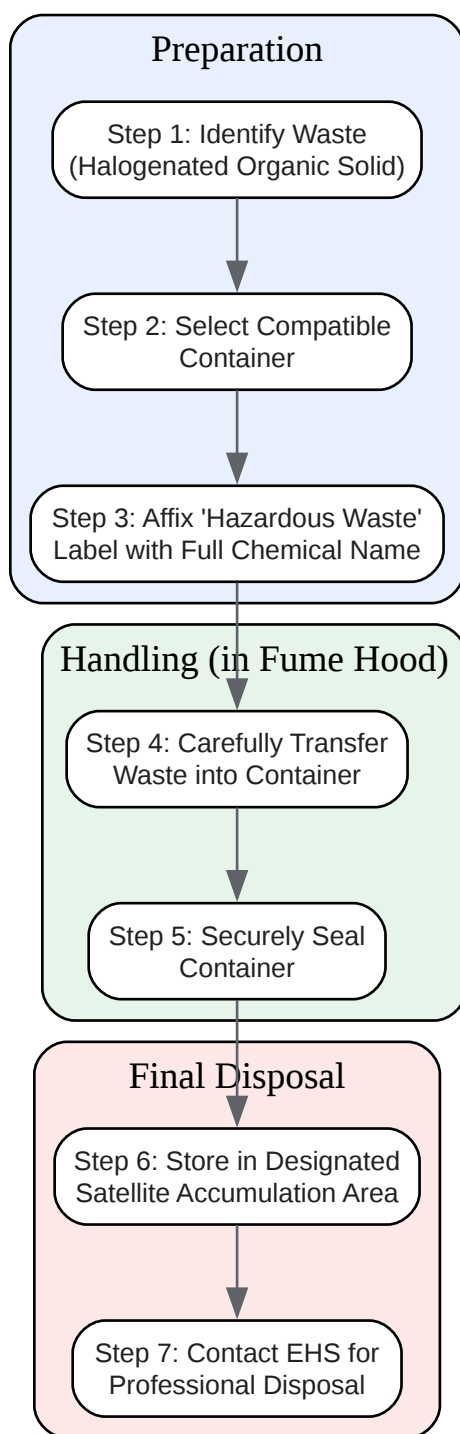 Preparation
Step 1: Identify Waste
(Halogenated Organic Solid)
Step 2: Select Compatible
Container
Step 3: Affix 'Hazardous Waste'
Label with Full Chemical Name
Handling (in Fume Hood)
Step 4: Carefully Transfer
Waste into Container
Step 5: Securely Seal
Container
Final Disposal
Step 6: Store in Designated
Satellite Accumulation Area
Step 7: Contact EHS for
Professional Disposal